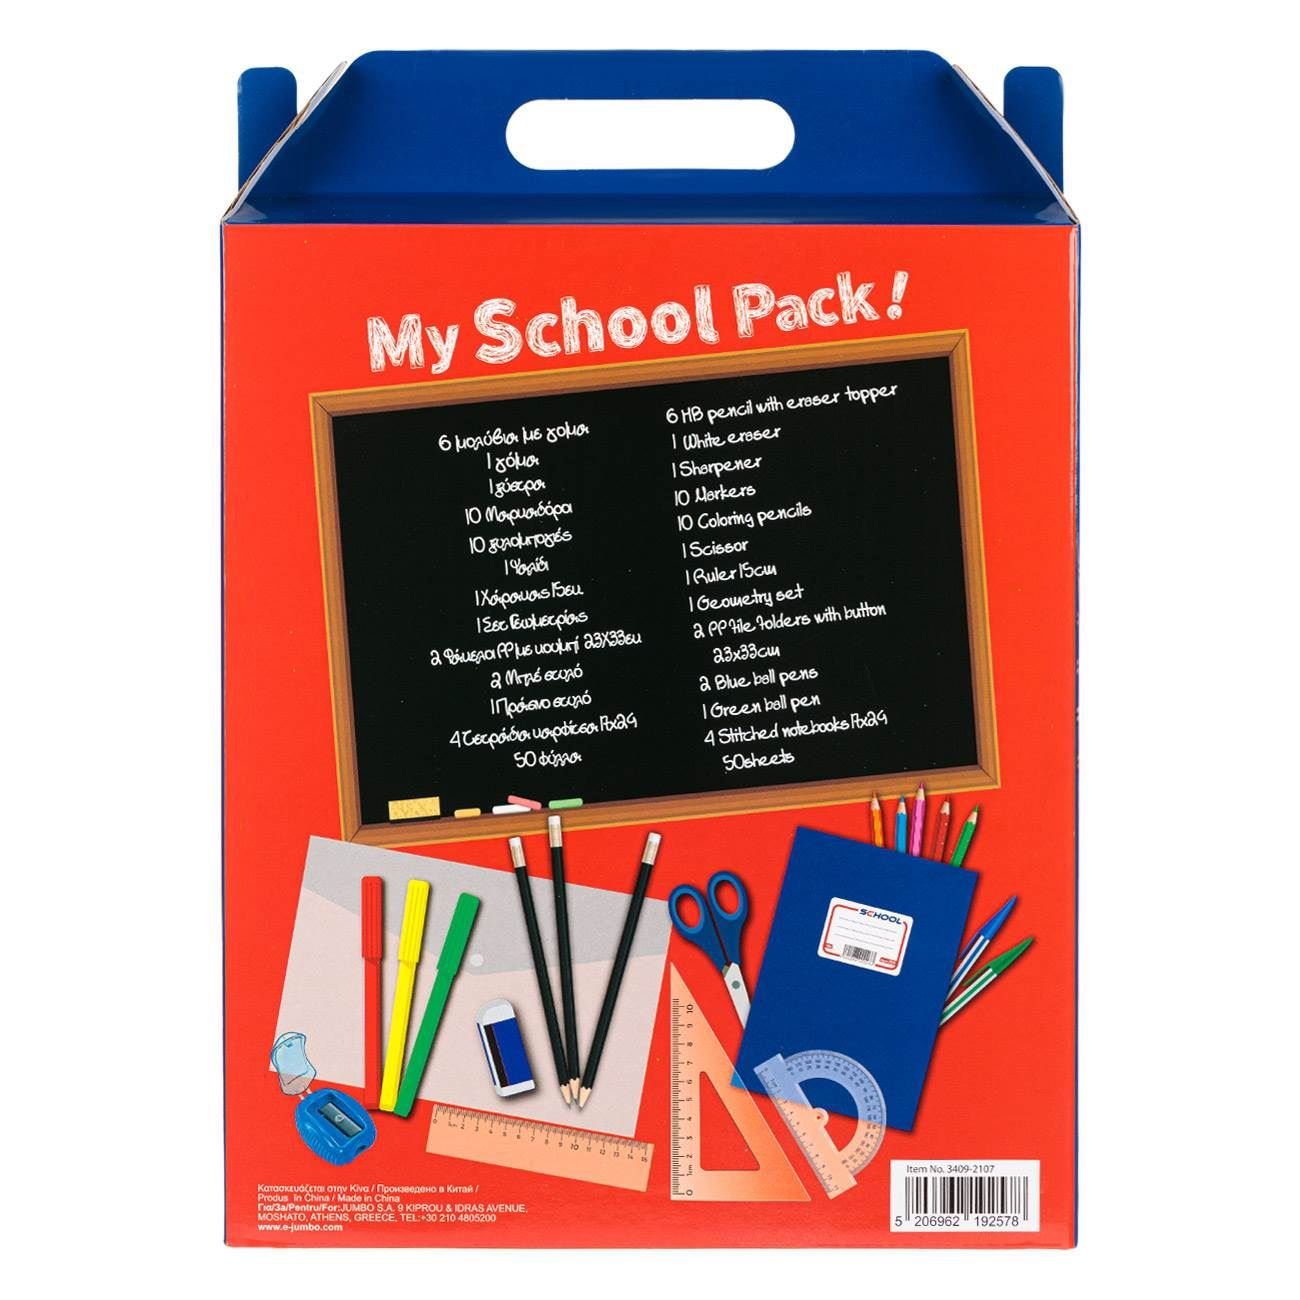 My School Pack!
6 μολύβια με γομα
1 γόμα
1 ξύστρα
10 Μαρκαδόροι
10 ξυλομπογιές
1 Ψαλίδι
1 Χάρακας 15εκ
1 Σετ Γεωμετρίας
2 Φάκελοι PP με κουμπί 23X33εκ
2 Μπλέ στυλό
1 Πράσινο στυλό
4 Τετράδια καρφίτσα 17x24
50 φύλλα
6 HB pencil with eraser topper
1 White eraser
1 Sharpener
10 Markers
10 Coloring pencils
1 Scissor
1 Ruler 15cm
1 Geometry set
2 PP File Folders with button
23x33cm
2 Blue ball pens
1 Green ball pen
4 Stitched notebooks 17x24
50sheets
SCHOOL
Κατασκευάζεται στην Κίνα / Произведено в Китай /
Produs în China / Made in China
Για/За/Pentru/For:JUMBO S.A. 9 KIPROU & IDRAS AVENUE,
MOSHATO, ATHENS, GREECE, TEL:+30 210 4805200
www.e-jumbo.com
Item No. 3409-2107
5 206962 192578